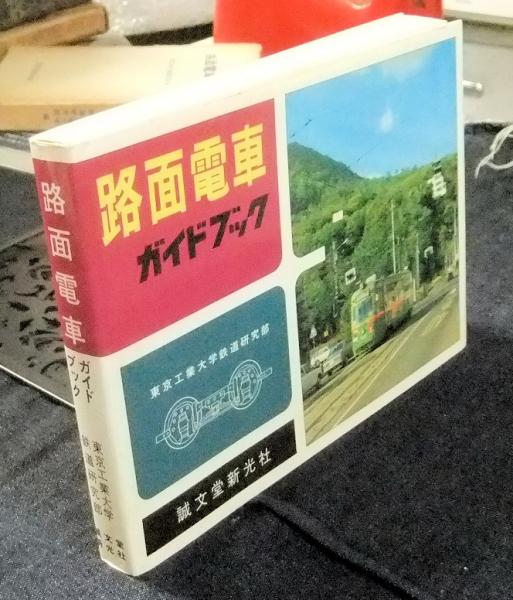 路面電車
ガイドブック
東京工業大学鉄道研究部
誠文堂新光社
路面電車
ガイド
ブック
東京工業大学
鉄道研究部
誠文堂
新光社